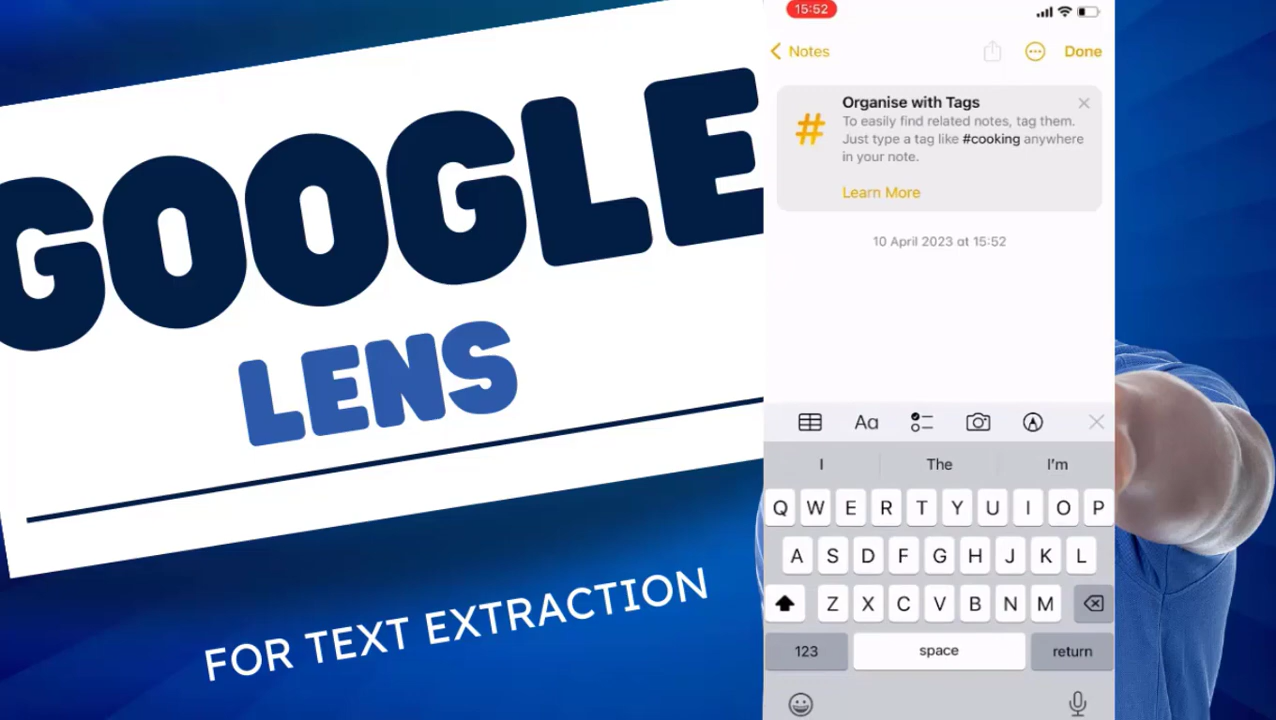 GOOGLE
LENS
FOR TEXT EXTRACTION
15:52
Notes
Done
Organise with Tags
To easily find related notes, tag them.
Just type a tag like #cooking anywhere
in your note.
Learn More
10 April 2023 at 15:52
Aa
I The I'm
Q W E R T Y U I O P
A S D F G H J K L
Z X C V B N M
123 space return